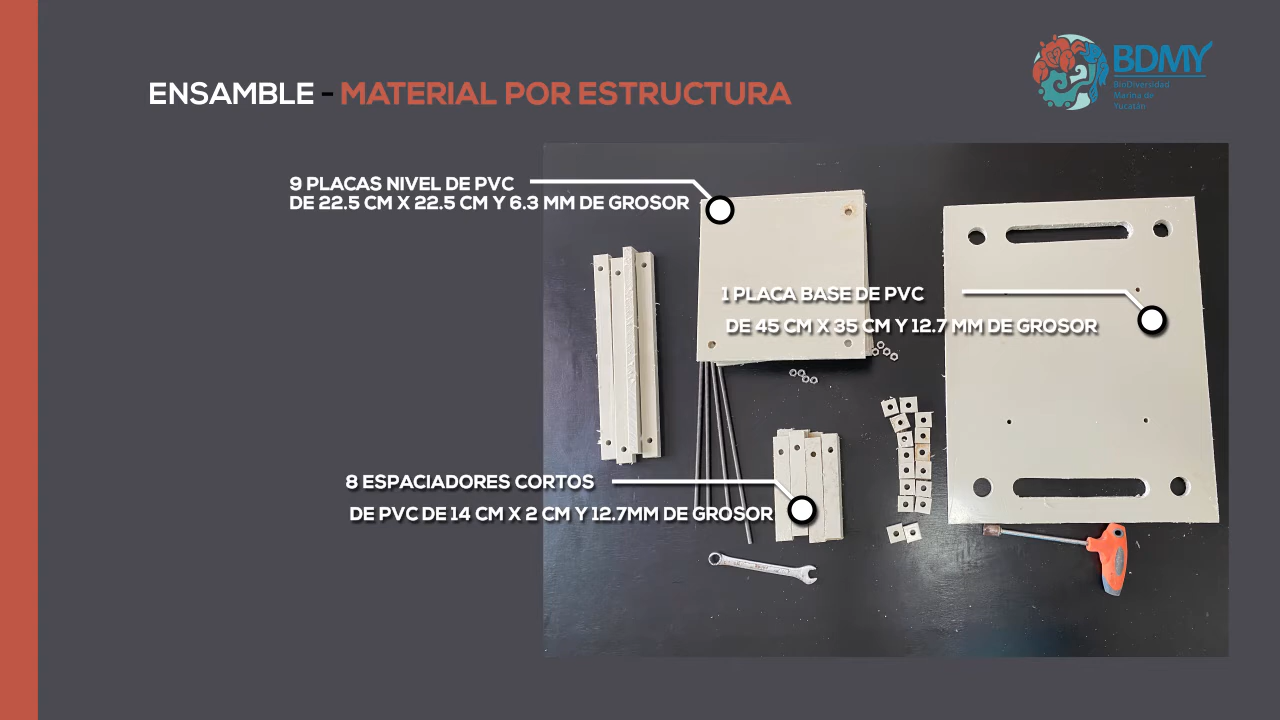 ENSAMBLE - MATERIAL POR ESTRUCTURA
BDMY
BioDiversidad
Marina de
Yucatán
9 PLACAS NIVEL DE PVC
DE 22.5 CM X 22.5 CM Y 6.3 MM DE GROSOR
1 PLACA BASE DE PVC
DE 45 CM X 35 CM Y 12.7 MM DE GROSOR
8 ESPACIADORES CORTOS
DE PVC DE 14 CM X 2 CM Y 12.7MM DE GROSOR